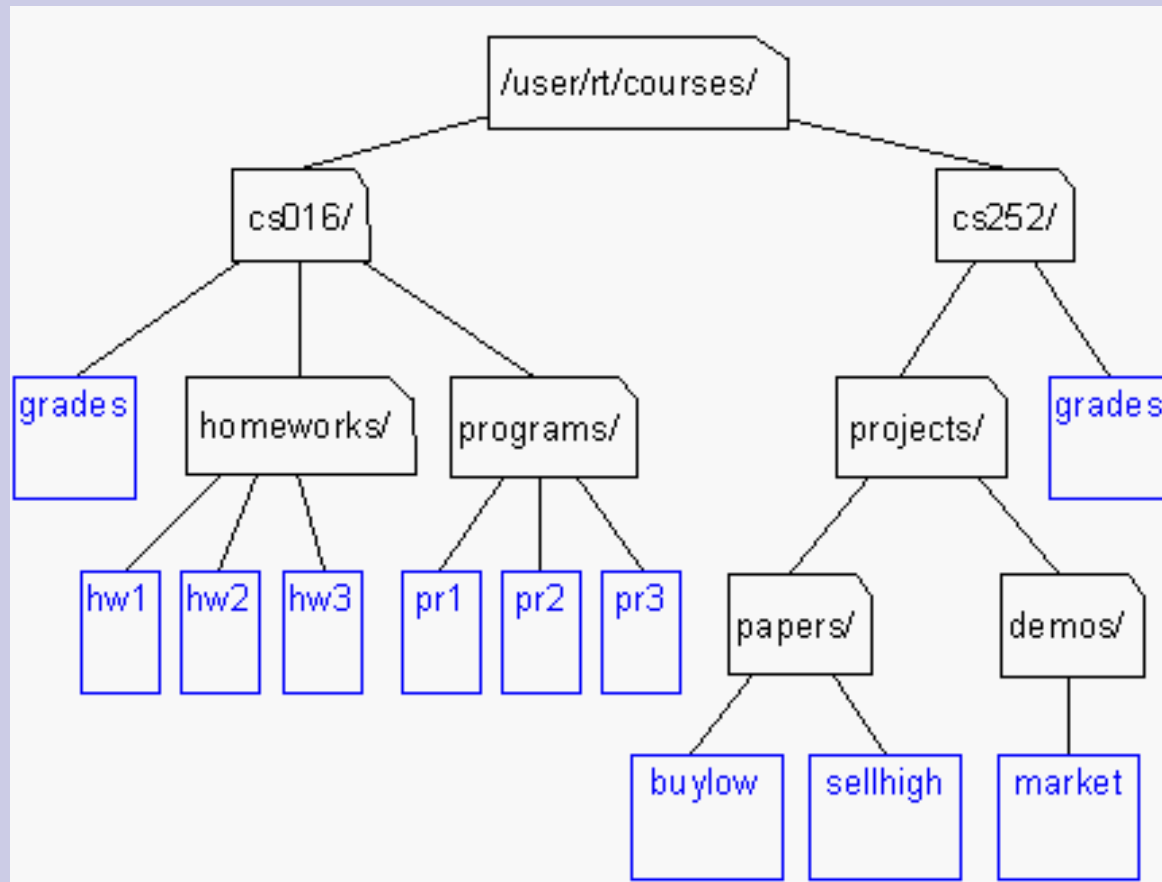 /user/rt/courses/
cs016/
cs252/
grades
homeworks/
programs/
projects/
grades
hw1
hw2
hw3
pr1
pr2
pr3
papers/
demos/
buylow
sellhigh
market